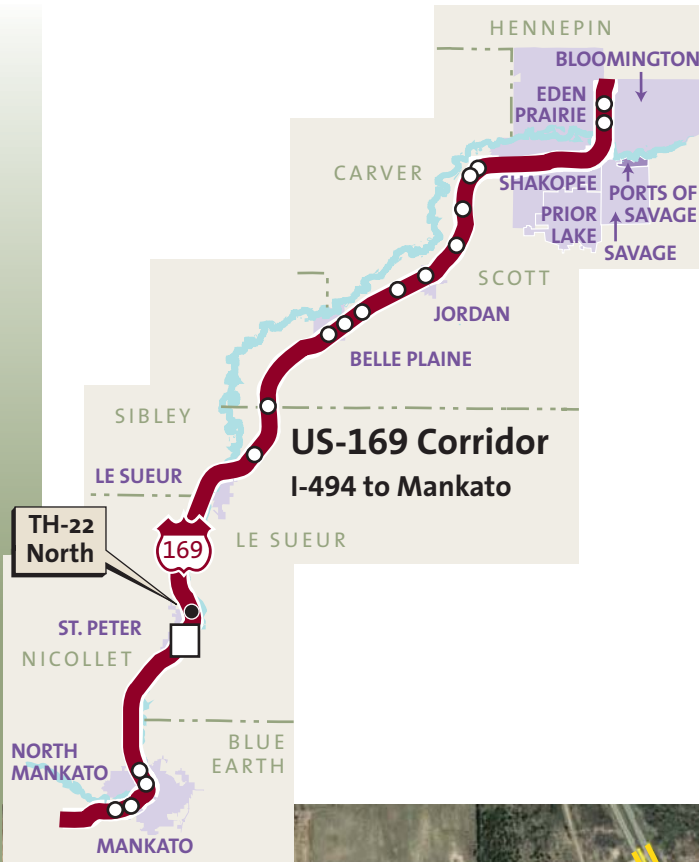 HENNEPIN
BLOOMINGTON
EDEN
PRAIRIE
CARVER
SHAKOPEE
PORTS OF
SAVAGE
PRIOR
LAKE
SAVAGE
SCOTT
JORDAN
BELLE PLAINE
SIBLEY
US-169 Corridor
I-494 to Mankato
LE SUEUR
TH-22
North
169
LE SUEUR
ST. PETER
NICOLLET
BLUE
EARTH
NORTH
MANKATO
MANKATO